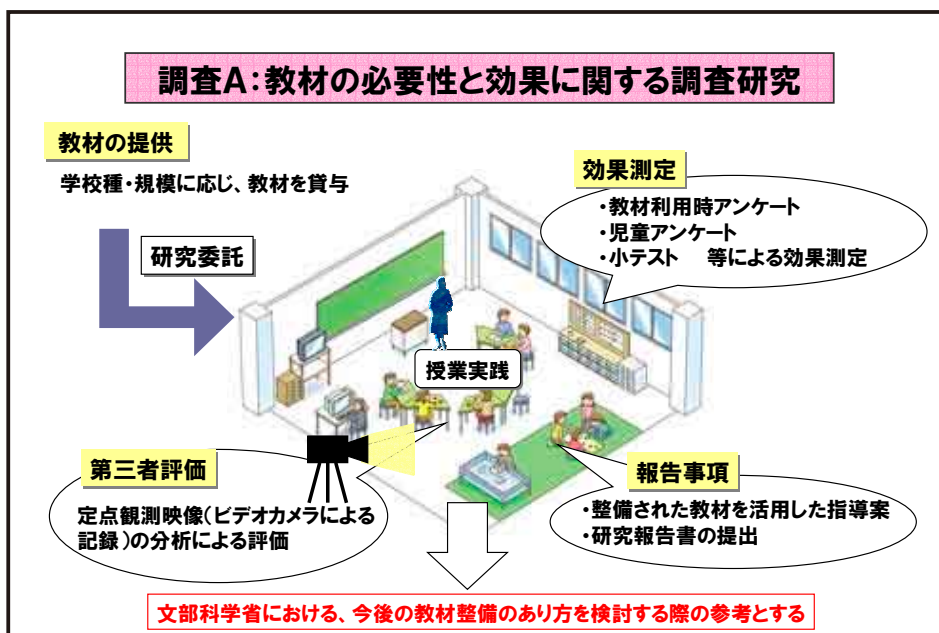 調査A:教材の必要性と効果に関する調査研究
教材の提供
学校種・規模に応じ、教材を貸与
研究委託
効果測定
・教材利用時アンケート
・児童アンケート
・小テスト　等による効果測定
授業実践
第三者評価
定点観測映像(ビデオカメラによる
記録)の分析による評価
報告事項
・整備された教材を活用した指導案
・研究報告書の提出
文部科学省における、今後の教材整備のあり方を検討する際の参考とする